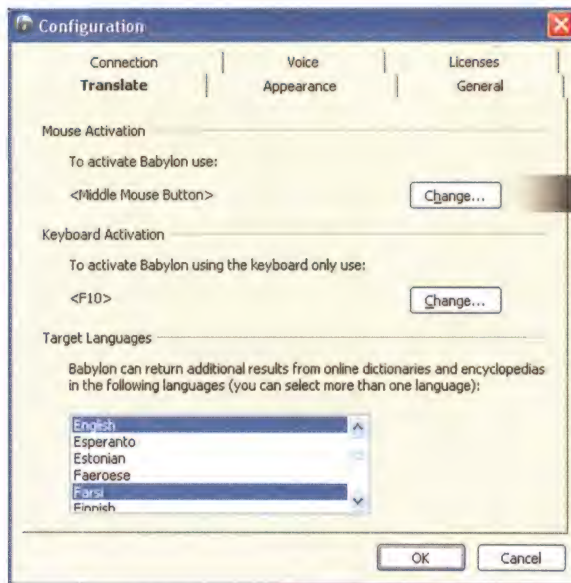 Configuration
Connection Voice Licenses
Translate Appearance General
Mouse Activation
To activate Babylon use:
<Middle Mouse Button> Change...
Keyboard Activation
To activate Babylon using the keyboard only use:
<F10> Change...
Target Languages
Babylon can return additional results from online dictionaries and encyclopedias
in the following languages (you can select more than one language):
English
Esperanto
Estonian
Faeroese
Farsi
Finnish
OK Cancel